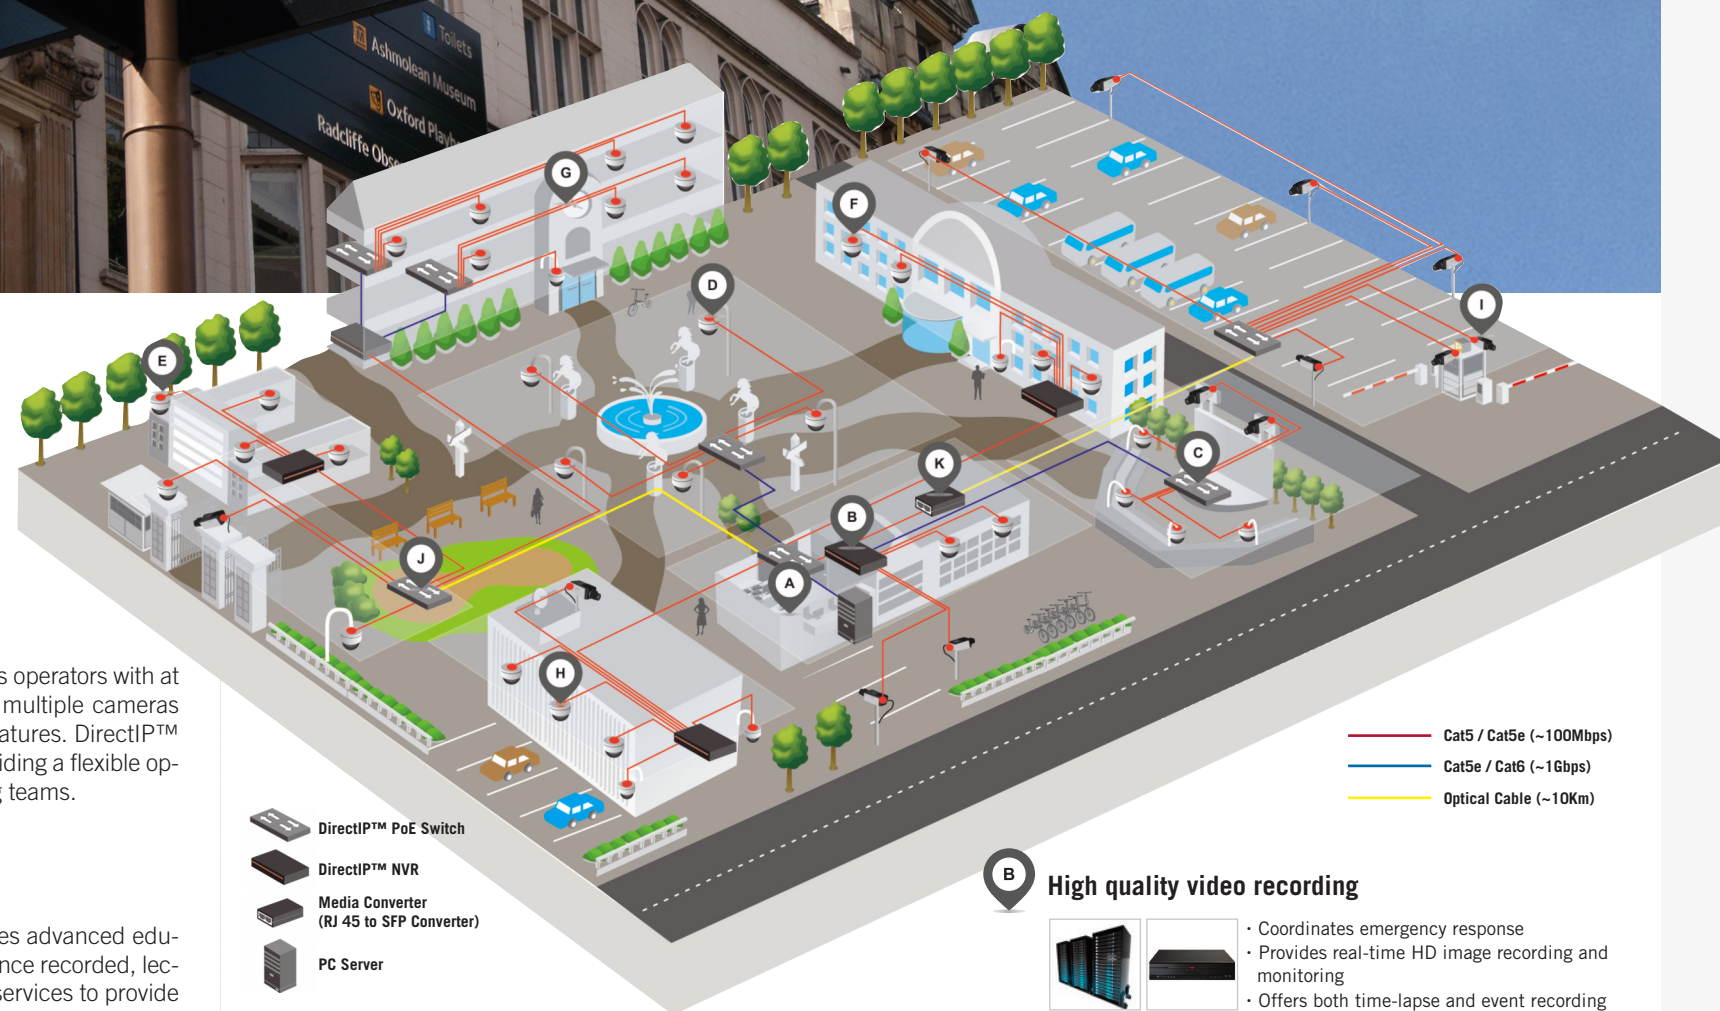 Toilets
Ashmolean Museum
Oxford
Radcliffe
G
F
D
I
E
C
K
B
J
A
H
s operators with at
multiple cameras
atures. DirectIP™
iding a flexible op-
g teams.
es advanced edu-
nce recorded, lec-
services to provide
DirectIP™ PoE Switch
DirectIP™ NVR
Media Converter
(RJ 45 to SFP Converter)
PC Server
Cat5 / Cat5e (~100Mbps)
Cat5e / Cat6 (~1Gbps)
Optical Cable (~10Km)
B
High quality video recording
· Coordinates emergency response
· Provides real-time HD image recording and
monitoring
· Offers both time-lapse and event recording